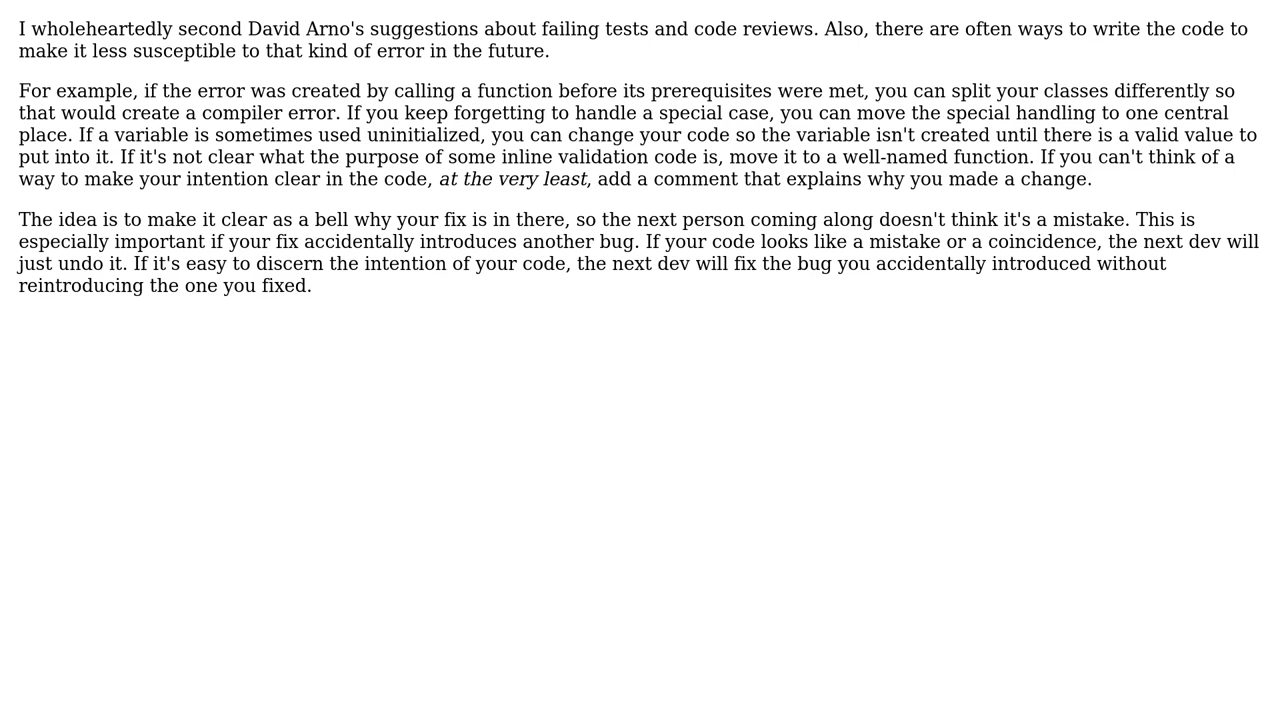 I wholeheartedly second David Arno's suggestions about failing tests and code reviews. Also, there are often ways to write the code to
make it less susceptible to that kind of error in the future.
For example, if the error was created by calling a function before its prerequisites were met, you can split your classes differently so
that would create a compiler error. If you keep forgetting to handle a special case, you can move the special handling to one central
place. If a variable is sometimes used uninitialized, you can change your code so the variable isn't created until there is a valid value to
put into it. If it's not clear what the purpose of some inline validation code is, move it to a well-named function. If you can't think of a
way to make your intention clear in the code, at the very least, add a comment that explains why you made a change.
The idea is to make it clear as a bell why your fix is in there, so the next person coming along doesn't think it's a mistake. This is
especially important if your fix accidentally introduces another bug. If your code looks like a mistake or a coincidence, the next dev will
just undo it. If it's easy to discern the intention of your code, the next dev will fix the bug you accidentally introduced without
reintroducing the one you fixed.